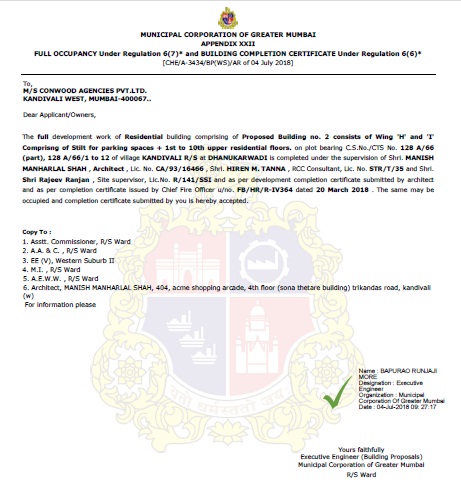 MUNICIPAL CORPORATION OF GREATER MUMBAI
APPENDIX XXII
FULL OCCUPANCY Under Regulation 6(7)* and BUILDING COMPLETION CERTIFICATE Under Regulation 6(6)*
[CHE/A-3434/BP(WS)/AR of 04 July 2018]
To,
M/S CONWOOD AGENCIES PVT.LTD.
KANDIVALI WEST, MUMBAI-400067..
Dear Applicant/Owners,
The full development work of Residential building comprising of Proposed Building no. 2 consists of Wing 'H' and 'I'
Comprisng of Stilt for parking spaces + 1st to 10th upper residential floors. on plot bearing C.S.No./CTS No. 128 A/66
(part), 128 A/66/1 to 12 of village KANDIVALI R/S at DHANUKARWADI is completed under the supervision of Shri. MANISH
MANHARLAL SHAH , Architect , Lic. No. CA/93/16466 , Shri. HIREN M. TANNA , RCC Consultant, Lic. No. STR/T/35 and Shri.
Shri Rajeev Ranjan , Site supervisor, Lic.No. R/141/SSI and as per development completion certificate submitted by architect
and as per completion certificate issued by Chief Fire Officer u/no. FB/HR/R-IV364 dated 20 March 2018 . The same may be
occupied and completion certificate submitted by you is hereby accepted.
Copy To :
1. Asstt. Commissioner, R/S Ward
2. A.A. & C. , R/S Ward
3. EE (V), Western Suburb II
4. M.I. , R/S Ward
5. A.E.W.W. , R/S Ward
6. Architect, MANISH MANHARLAL SHAH, 404, acme shopping arcade, 4th floor (sona thetare building) trikandas road, kandivali
(w)
For information please
Name : BAPURAO RUNJAJI
MORE
Designation : Executive
Engineer
Organization : Municipal
Corporation Of Greater Mumbai
Date : 04-Jul-2018 09: 27:17
Yours faithfully
Executive Engineer (Building Proposals)
Municipal Corporation of Greater Mumbai
R/S Ward